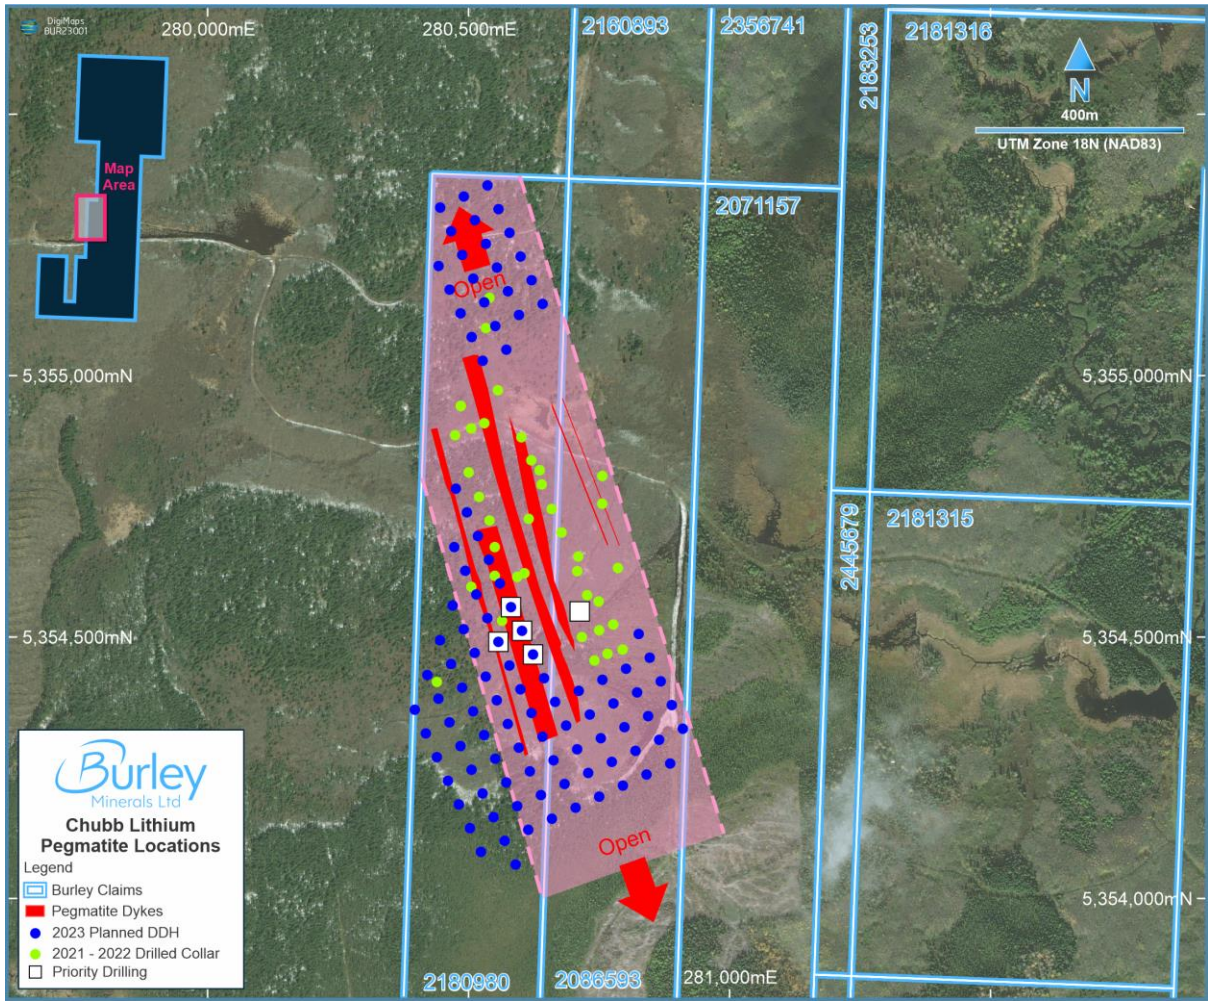 DigiMaps
BUR23001
280,000mE
280,500mE
2160893
2356741
2183253
2181316
N
400m
UTM Zone 18N (NAD83)
Map
Area
2071157
Open
5,355,000mN
5,355,000mN
2445679
2181315
5,354,500mN
5,354,500mN
Burley
Minerals Ltd
Chubb Lithium
Pegmatite Locations
Legend
Burley Claims
Pegmatite Dykes
2023 Planned DDH
2021 - 2022 Drilled Collar
Priority Drilling
Open
5,354,000mN
2180980
2086593
281,000mE